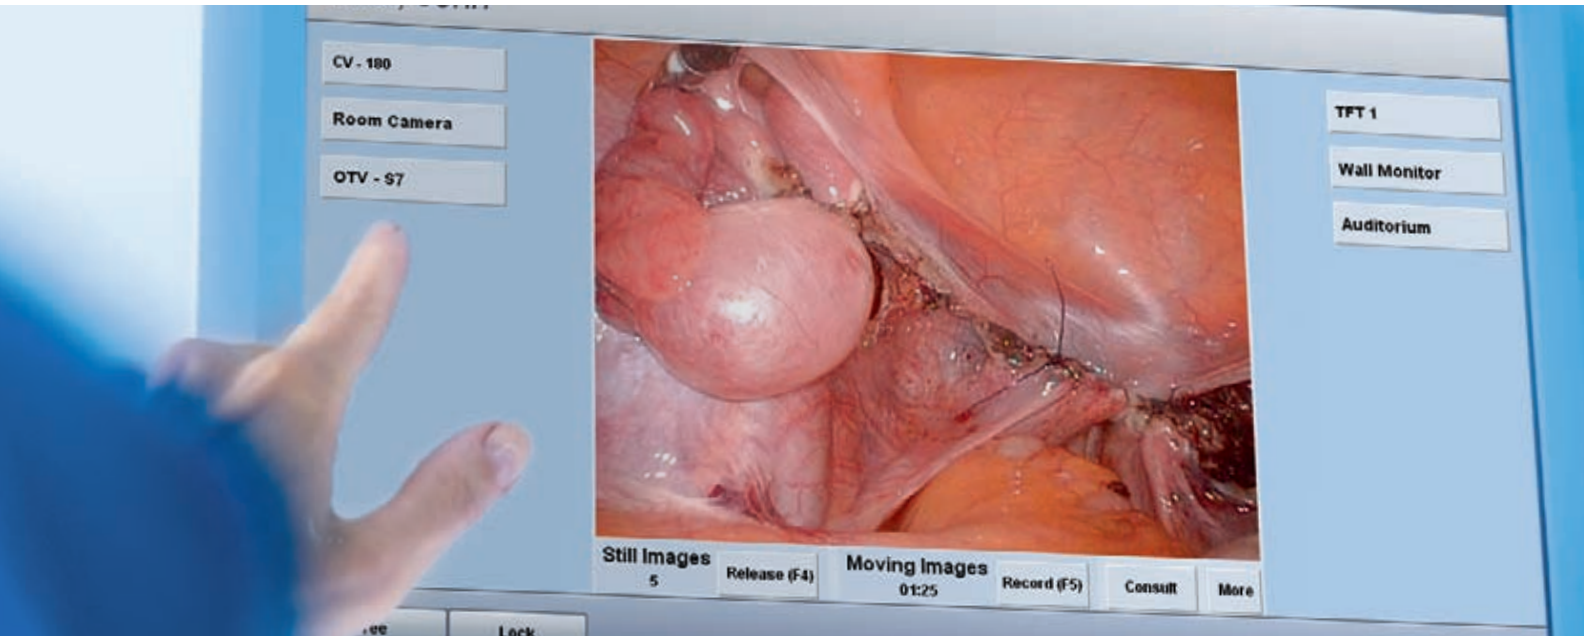 CV - 180
Room Camera
OTV - S7
TFT 1
Wall Monitor
Auditorium
Still Images
5
Release (F4)
Moving Images
01:25
Record (F5)
Consult
More
Lock